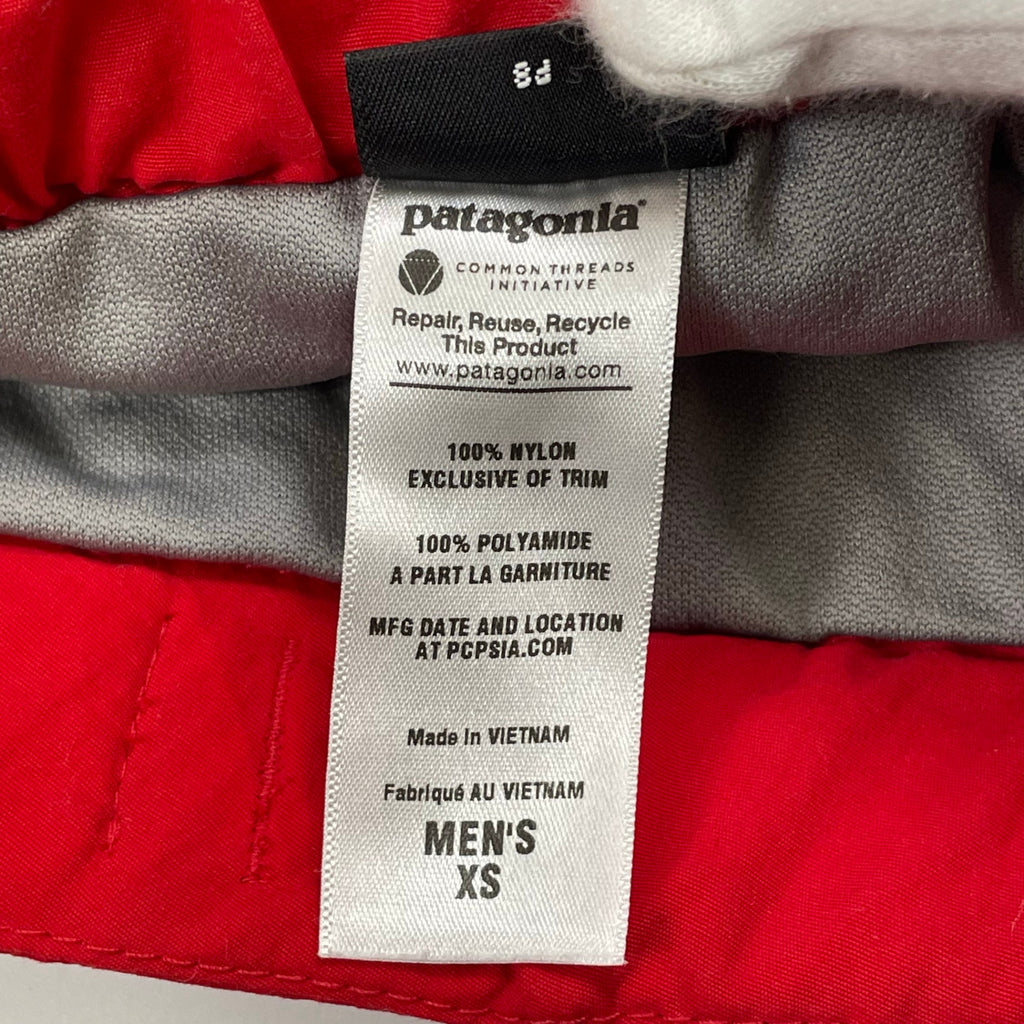 patagonia®
COMMON THREADS
INITIATIVE
Repair, Reuse, Recycle
This Product
www.patagonia.com
100% NYLON
EXCLUSIVE OF TRIM
100% POLYAMIDE
A PART LA GARNITURE
MFG DATE AND LOCATION
AT PCPSIA.COM
Made in VIETNAM
Fabriqué AU VIETNAM
MEN'S
XS